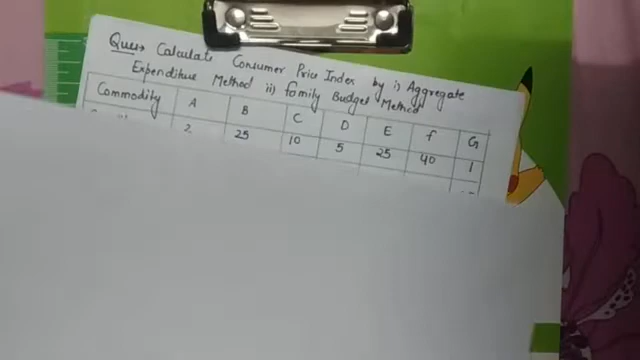 Ques→ Calculate Consumer Price Index by i) Aggregate
Expenditure Method ii) Family Budget Method
Commodity A B C D E F G
2 25 10 5 25 40 1